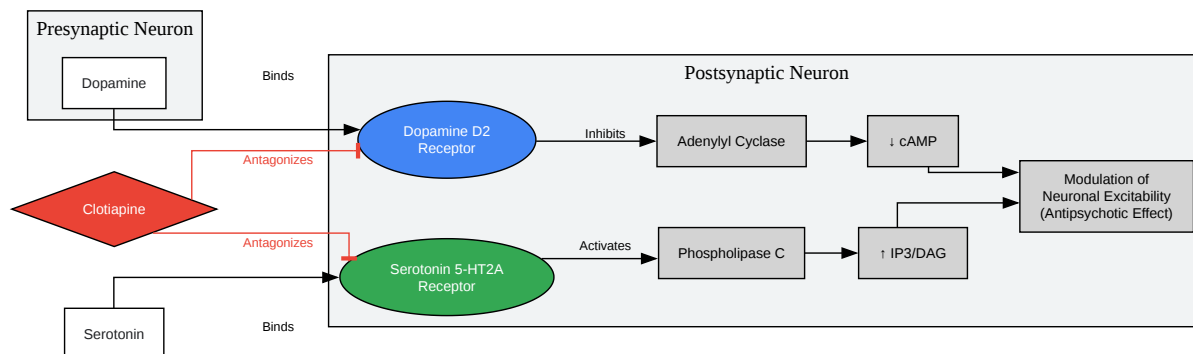 Presynaptic Neuron
Dopamine
Binds
Postsynaptic Neuron
Dopamine D2
Receptor
Inhibits
Adenylyl Cyclase
↓ cAMP
Antagonizes
Clotiapine
Modulation of
Neuronal Excitability
(Antipsychotic Effect)
Antagonizes
Serotonin 5-HT2A
Receptor
Activates
Phospholipase C
↑ IP3/DAG
Serotonin
Binds